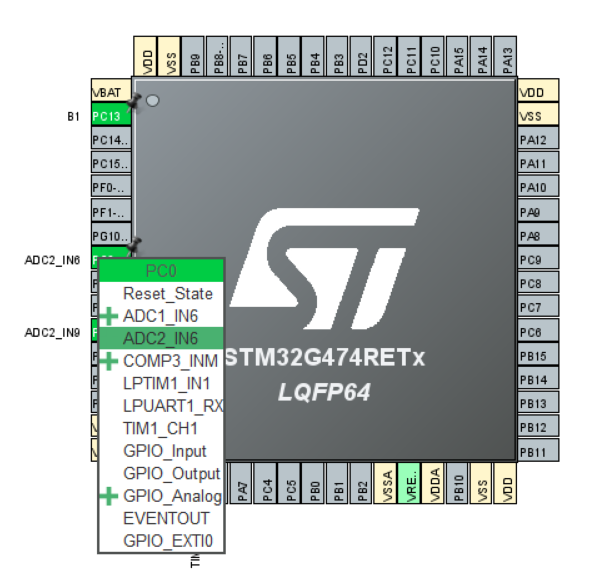 VDD
VSS
PB9
PB8-..
PB7
PB6
PB5
PB4
PB3
PD2
PC12
PC11
PC10
PA15
PA14
PA13
VBAT
B1 PC13
PC14..
PC15..
PF0-..
PF1-..
PG10..
ADC2_IN6
ADC2_IN9
PC0
Reset_State
ADC1_IN6
ADC2_IN6
COMP3_INM
LPTIM1_IN1
LPUART1_RX
TIM1_CH1
GPIO_Input
GPIO_Output
GPIO_Analog
EVENTOUT
GPIO_EXTI0
STM32G474RETx
LQFP64
VDD
VSS
PA12
PA11
PA10
PA9
PA8
PC9
PC8
PC7
PC6
PB15
PB14
PB13
PB12
PB11
PA7
PC4
PC5
PB0
PB1
PB2
VSSA
VRE..
VDDA
PB10
VSS
VDD